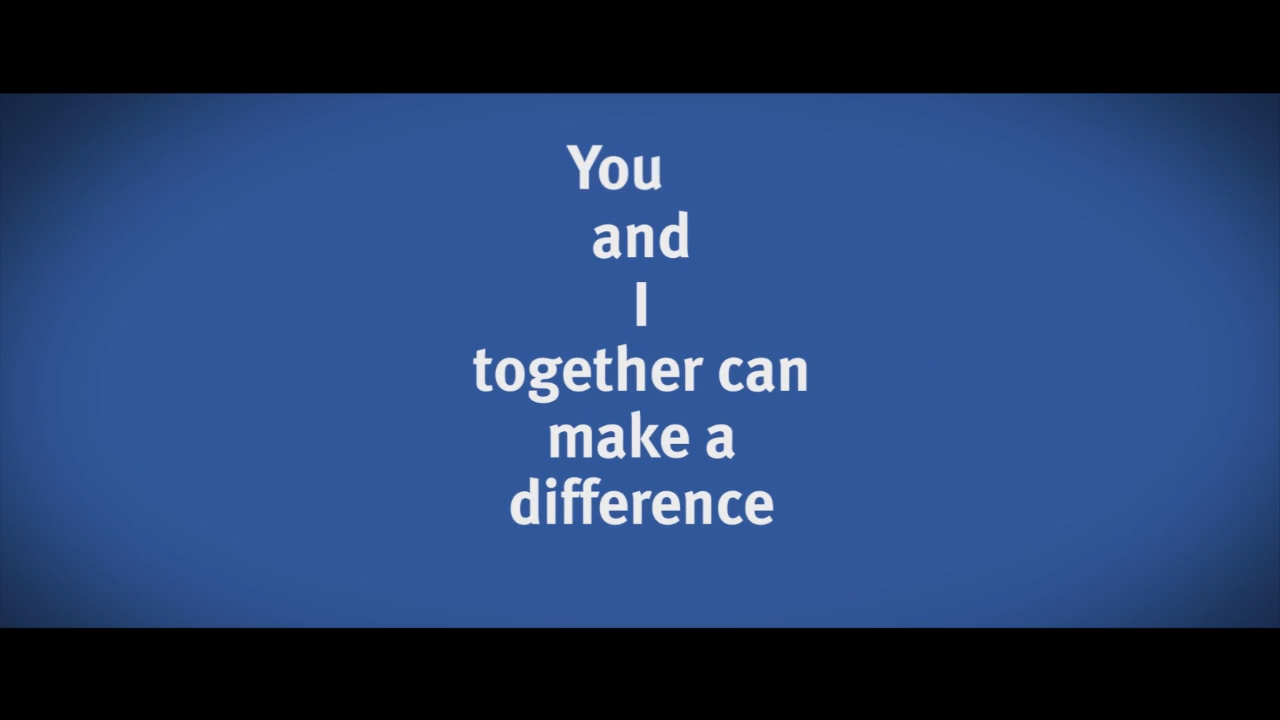 You
and
I
together can
make a
difference